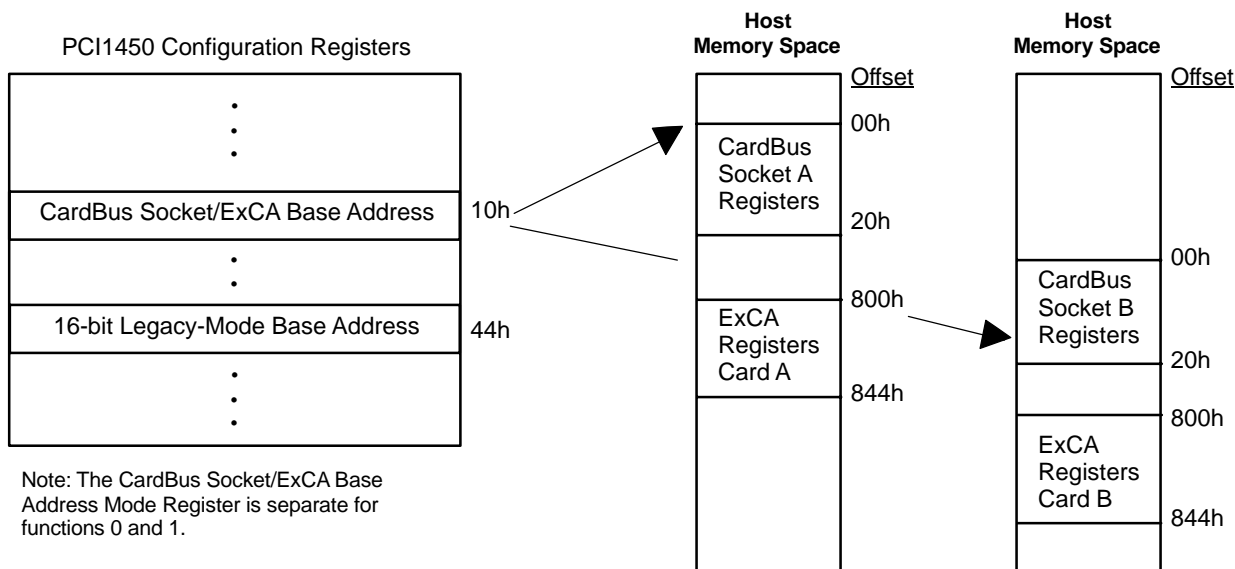 PCI1450 Configuration Registers
CardBus Socket/ExCA Base Address
10h
16-bit Legacy-Mode Base Address
44h
Note: The CardBus Socket/ExCA Base
Address Mode Register is separate for
functions 0 and 1.
Host
Memory Space
Offset
00h
CardBus
Socket A
Registers
20h
800h
ExCA
Registers
Card A
844h
Host
Memory Space
Offset
00h
CardBus
Socket B
Registers
20h
800h
ExCA
Registers
Card B
844h